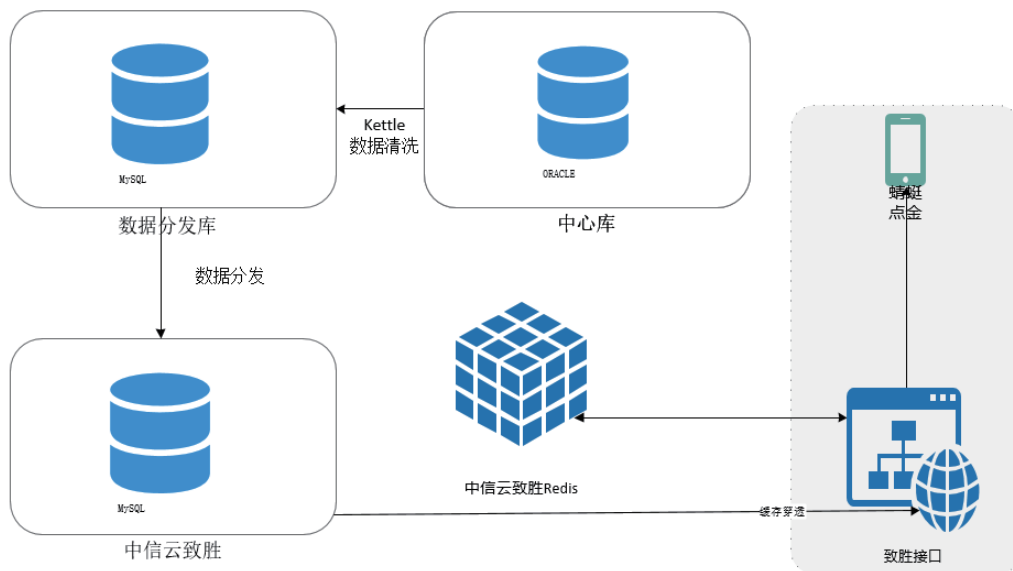 MySQL
数据分发库
Kettle
数据清洗
ORACLE
中心库
蜻蜓
点金
数据分发
MySQL
中信云致胜
中信云致胜Redis
缓存穿透
致胜接口